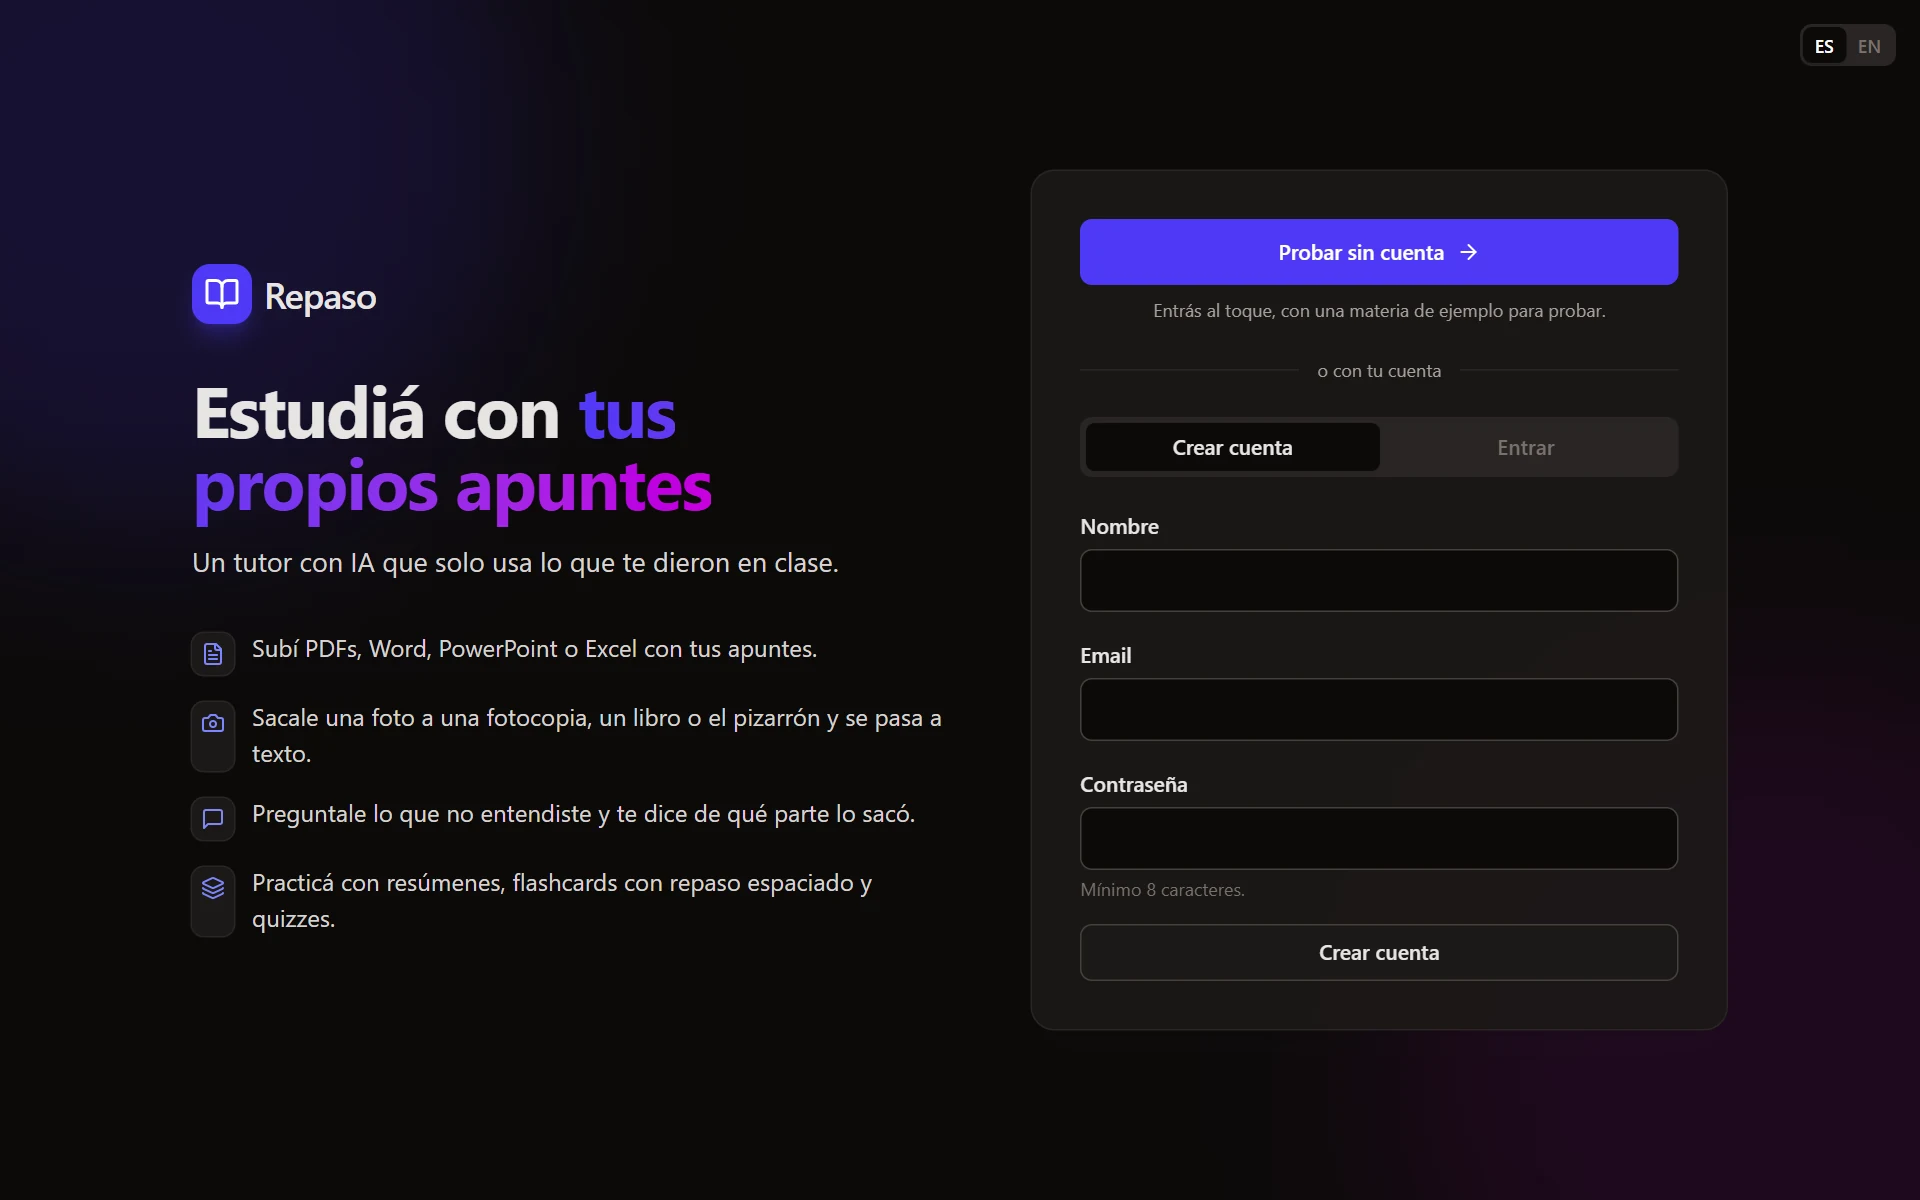 ES EN
Repaso
Estudiá con tus
propios apuntes
Un tutor con IA que solo usa lo que te dieron en clase.
Subí PDFs, Word, PowerPoint o Excel con tus apuntes.
Sacale una foto a una fotocopia, un libro o el pizarrón y se pasa a
texto.
Preguntale lo que no entendiste y te dice de qué parte lo sacó.
Practicá con resúmenes, flashcards con repaso espaciado y
quizzes.
Probar sin cuenta →
Entrás al toque, con una materia de ejemplo para probar.
o con tu cuenta
Crear cuenta Entrar
Nombre
Email
Contraseña
Mínimo 8 caracteres.
Crear cuenta